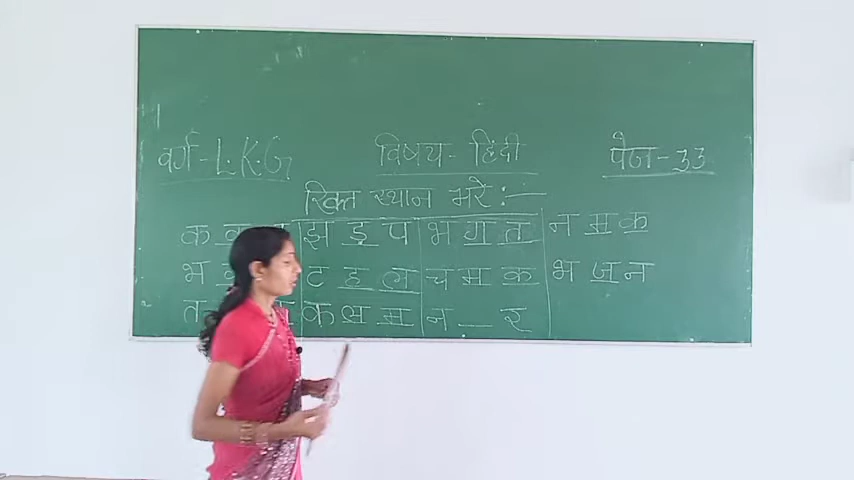 वर्ग - L.K.G विषय - हिंदी पेज - 33
रिक्त स्थान भरे :-
क झ ड़ प भ ग त न म क
भ ट ह ल च म क भ ज न
त क स म न _ र